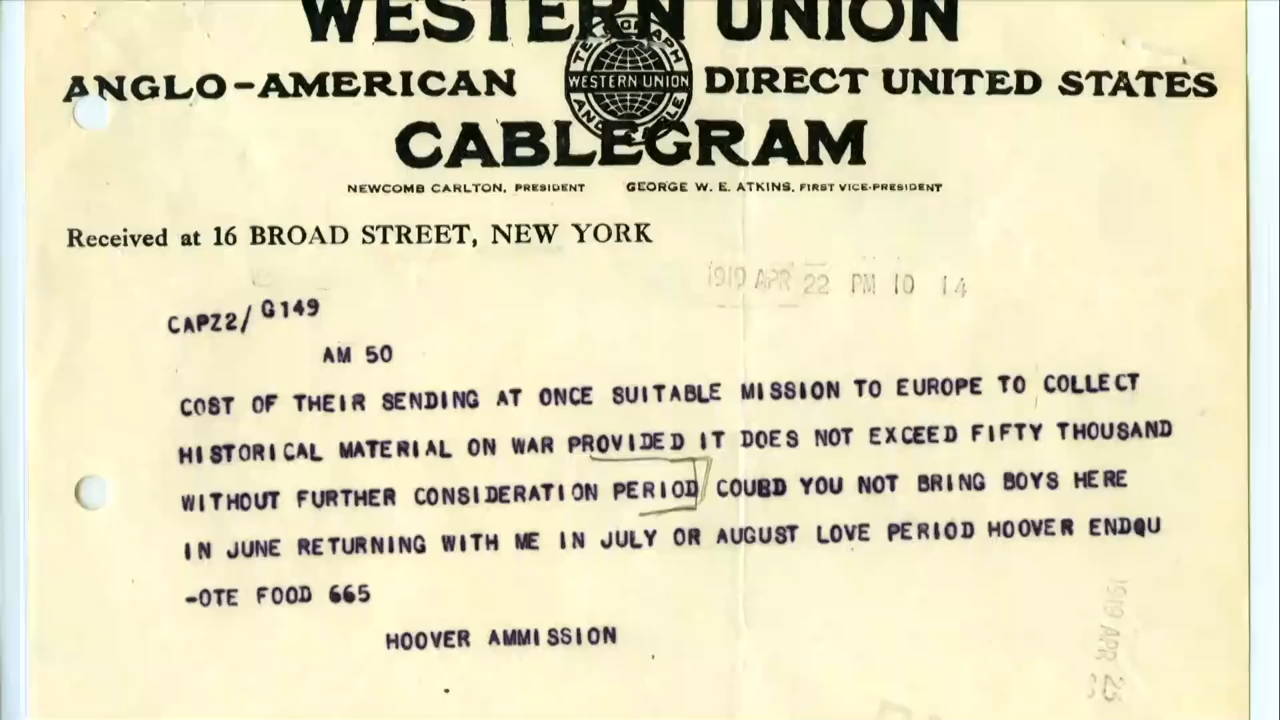 WESTERN UNION
TELEGRAPH
WESTERN UNION
AND CABLE
ANGLO-AMERICAN DIRECT UNITED STATES
CABLEGRAM
NEWCOMB CARLTON, PRESIDENT GEORGE W. E. ATKINS, FIRST VICE-PRESIDENT
Received at 16 BROAD STREET, NEW YORK
1919 APR 22 PM 10 14
CAPZ2/ G149
AM 50
COST OF THEIR SENDING AT ONCE SUITABLE MISSION TO EUROPE TO COLLECT
HISTORICAL MATERIAL ON WAR PROVIDED IT DOES NOT EXCEED FIFTY THOUSAND
WITHOUT FURTHER CONSIDERATION PERIOD COUBD YOU NOT BRING BOYS HERE
IN JUNE RETURNING WITH ME IN JULY OR AUGUST LOVE PERIOD HOOVER ENDQU
-OTE FOOD 665
HOOVER AMMISSION
1919 APR 23